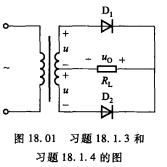 D₁
+
u
−
− u₀ +
+
R_L
u
−
D₂
~
图 18.01 习题 18.1.3 和
习题 18.1.4 的图